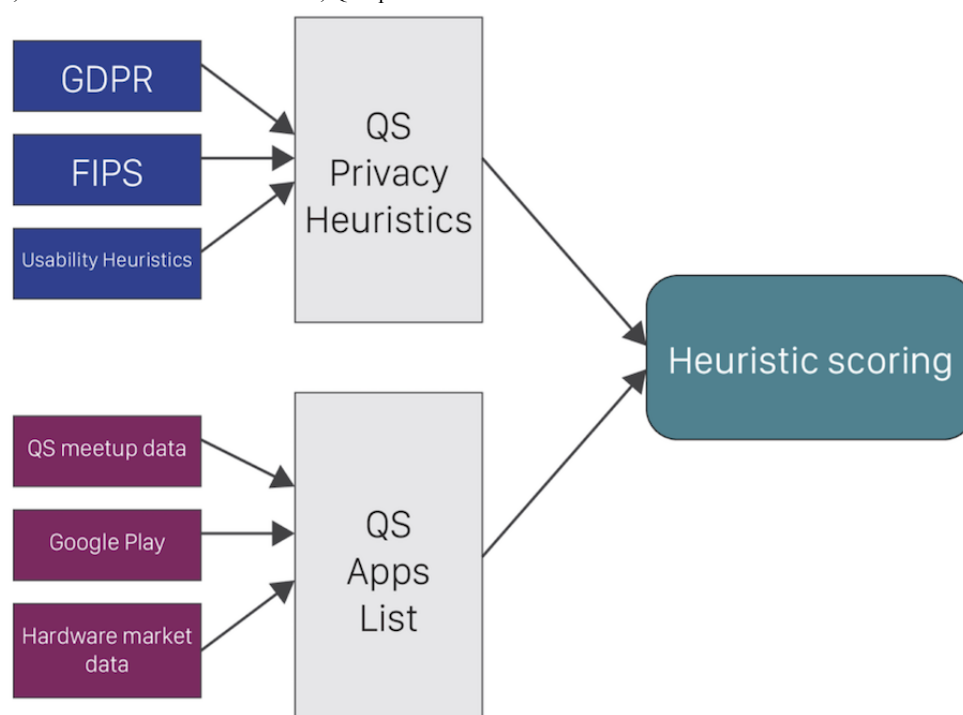 GDPR
FIPS
Usability Heuristics
QS
Privacy
Heuristics
QS meetup data
Google Play
Hardware market
data
QS
Apps
List
Heuristic scoring